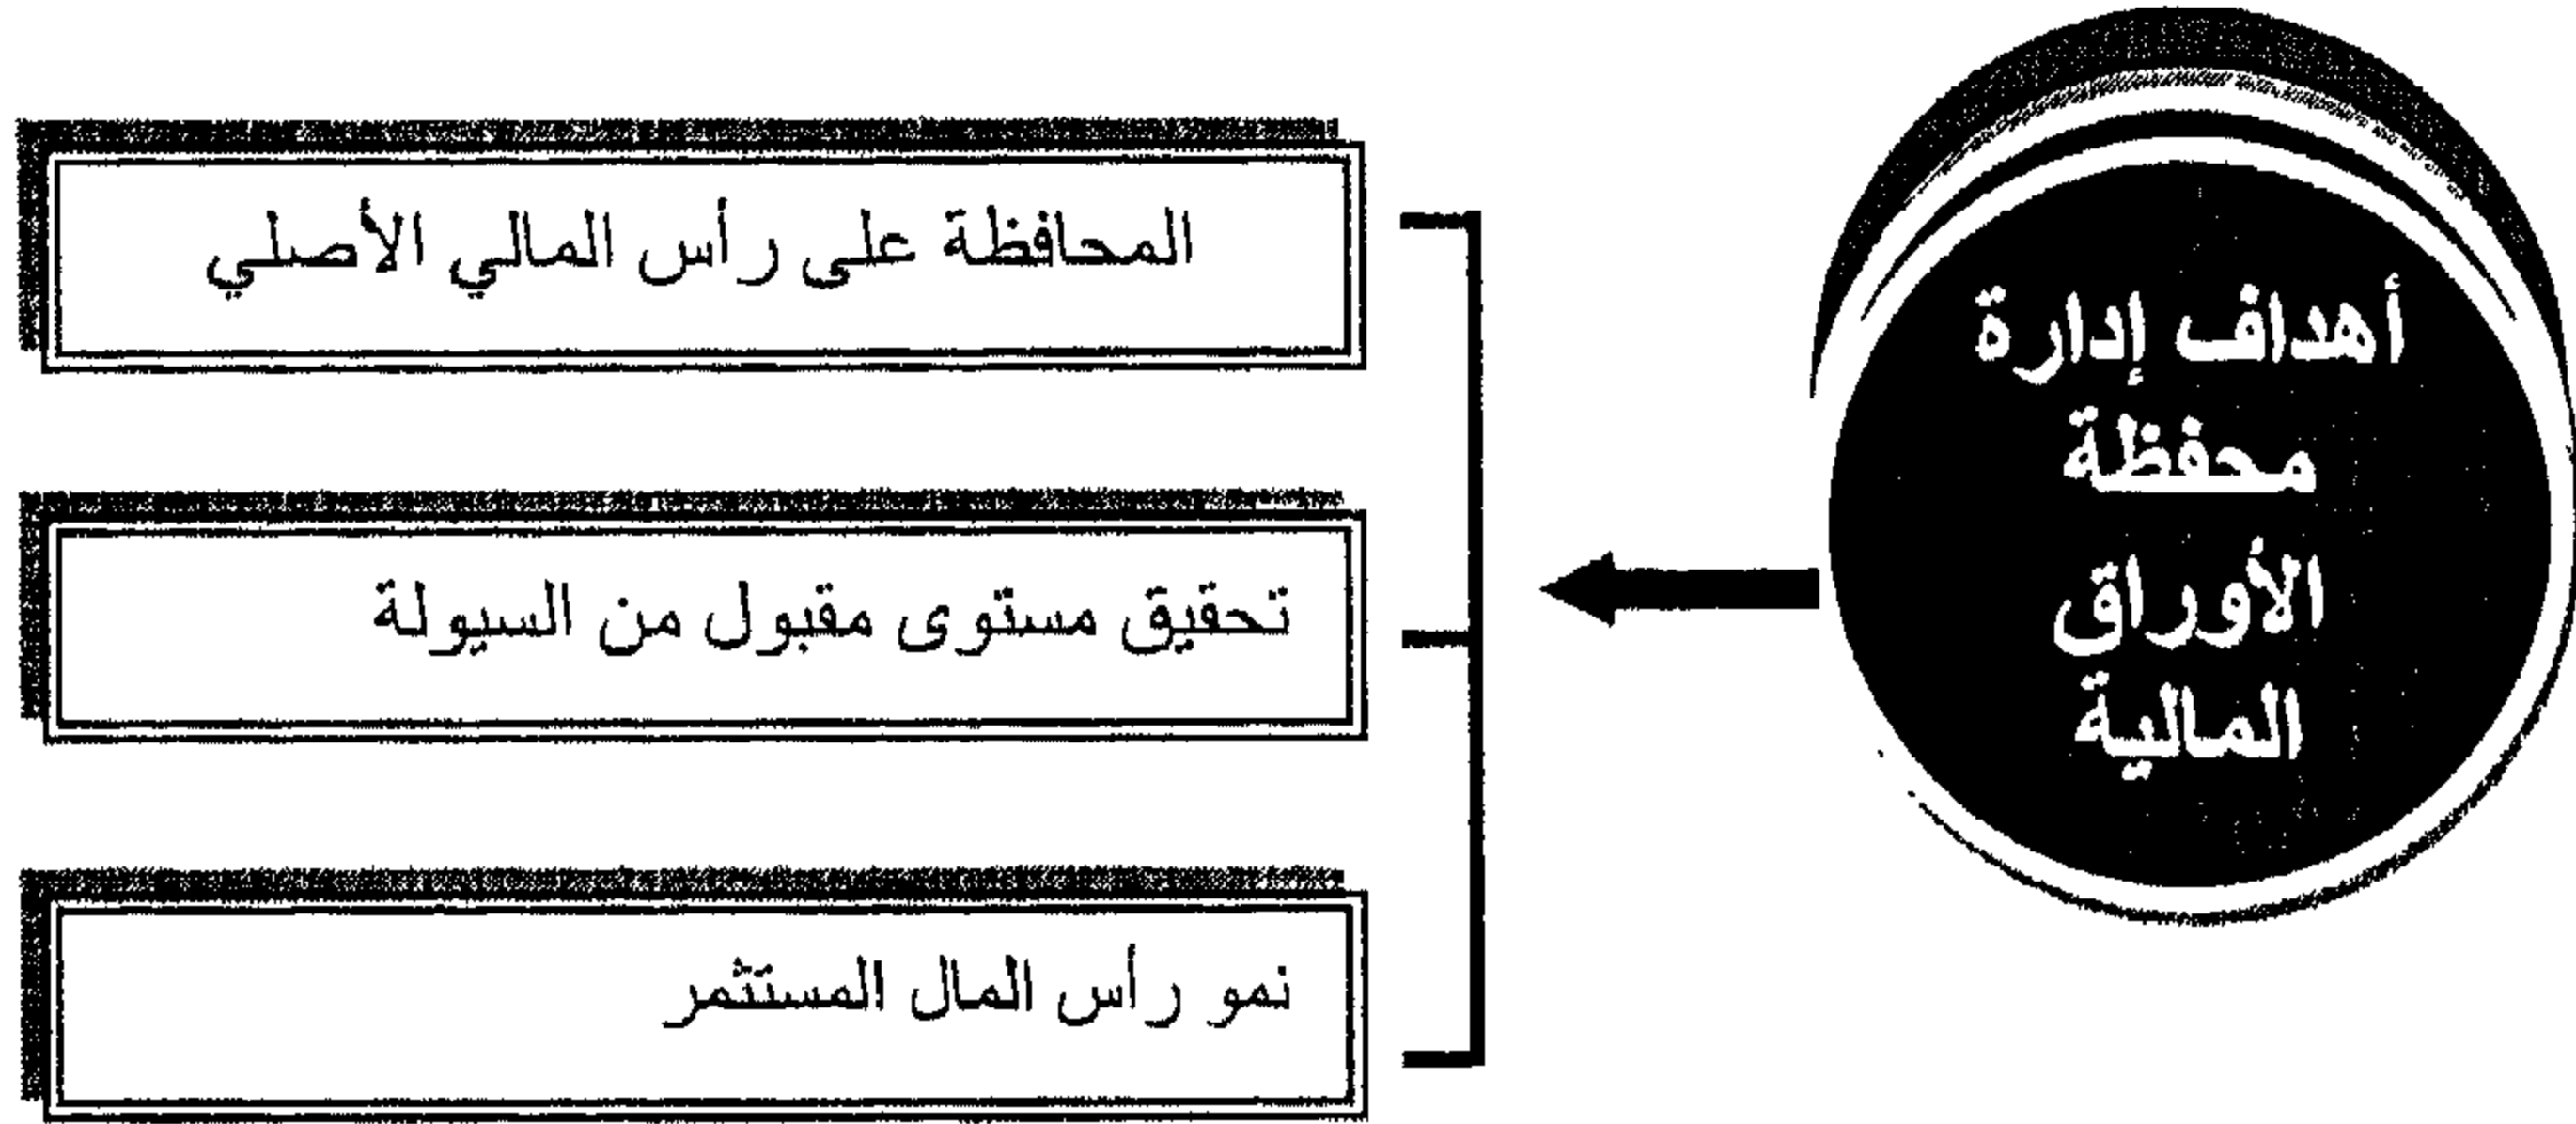 أهداف إدارة
محفظة
الأوراق
المالية
المحافظة على رأس المالي الأصلي
تحقيق مستوى مقبول من السيولة
نمو رأس المال المستثمر